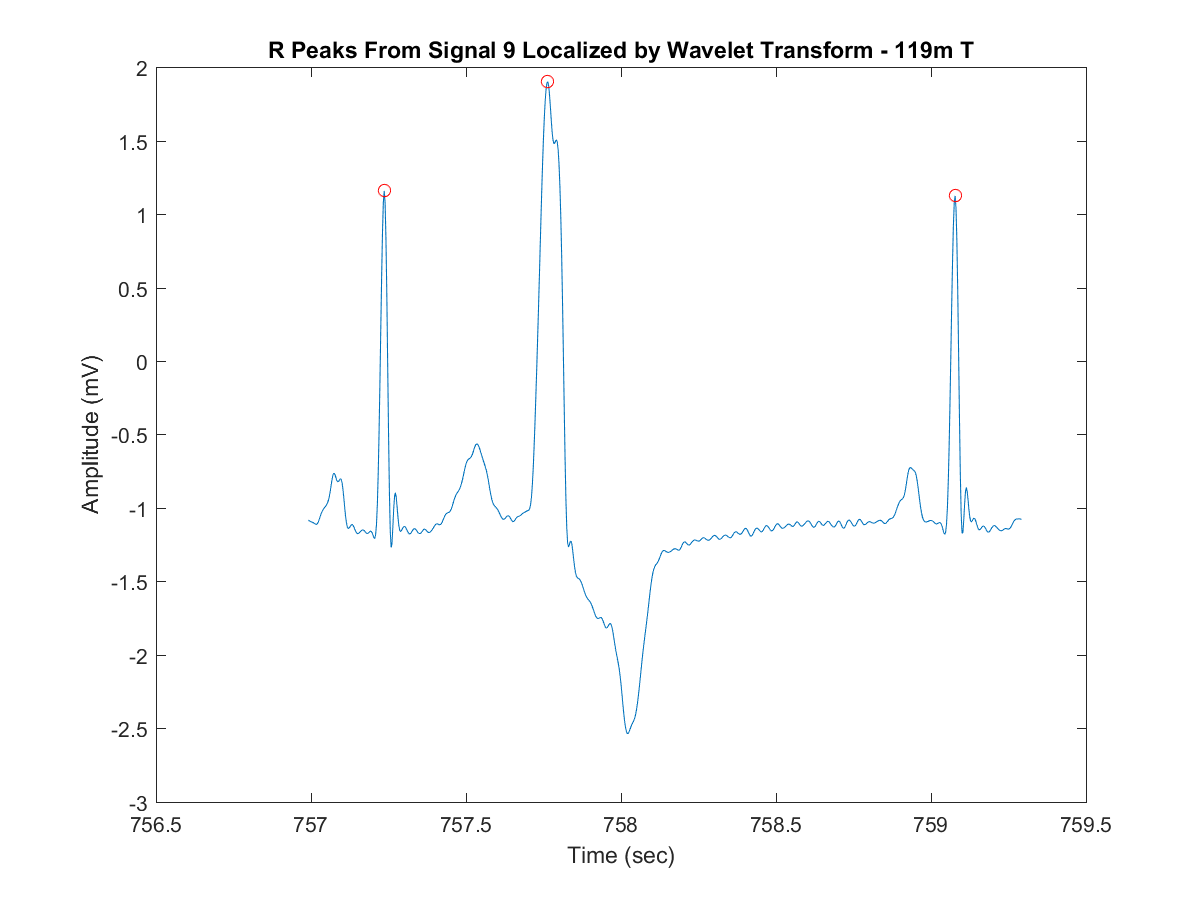 R Peaks From Signal 9 Localized by Wavelet Transform - 119m T
2
1.5
1
0.5
0
-0.5
-1
-1.5
-2
-2.5
-3
Amplitude (mV)
756.5 757 757.5 758 758.5 759 759.5
Time (sec)